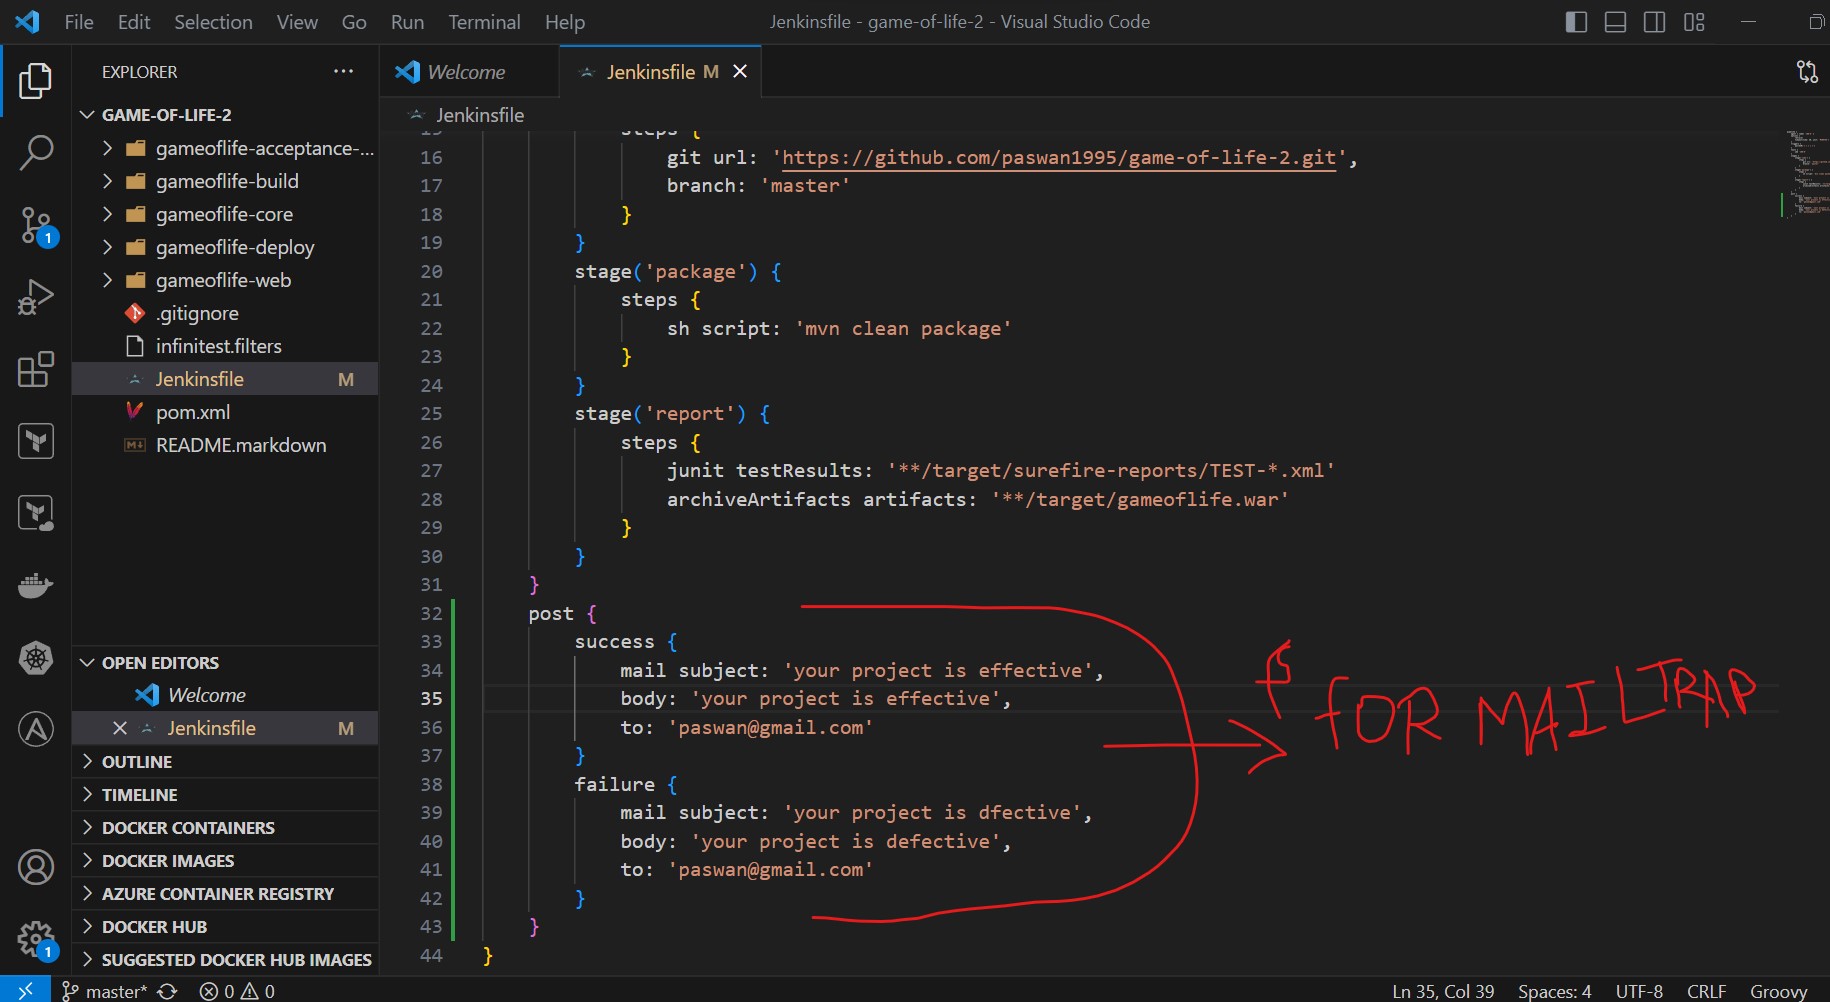 File Edit Selection View Go Run Terminal Help
Jenkinsfile - game-of-life-2 - Visual Studio Code
EXPLORER
GAME-OF-LIFE-2
gameoflife-acceptance-...
gameoflife-build
gameoflife-core
gameoflife-deploy
gameoflife-web
.gitignore
infinitest.filters
Jenkinsfile M
pom.xml
README.markdown
OPEN EDITORS
Welcome
Jenkinsfile M
OUTLINE
TIMELINE
DOCKER CONTAINERS
DOCKER IMAGES
AZURE CONTAINER REGISTRY
DOCKER HUB
SUGGESTED DOCKER HUB IMAGES
1
1
Welcome
Jenkinsfile M
Jenkinsfile
15 steps {
16 git url: 'https://github.com/paswan1995/game-of-life-2.git',
17 branch: 'master'
18 }
19 }
20 stage('package') {
21 steps {
22 sh script: 'mvn clean package'
23 }
24 }
25 stage('report') {
26 steps {
27 junit testResults: '**/target/surefire-reports/TEST-*.xml'
28 archiveArtifacts artifacts: '**/target/gameoflife.war'
29 }
30 }
31 }
32 post {
33 success {
34 mail subject: 'your project is effective',
35 body: 'your project is effective',
36 to: 'paswan@gmail.com'
37 }
38 failure {
39 mail subject: 'your project is dfective',
40 body: 'your project is defective',
41 to: 'paswan@gmail.com'
42 }
43 }
44 }
fOR MAILTRAP
master* 0 0
Ln 35, Col 39 Spaces: 4 UTF-8 CRLF Groovy